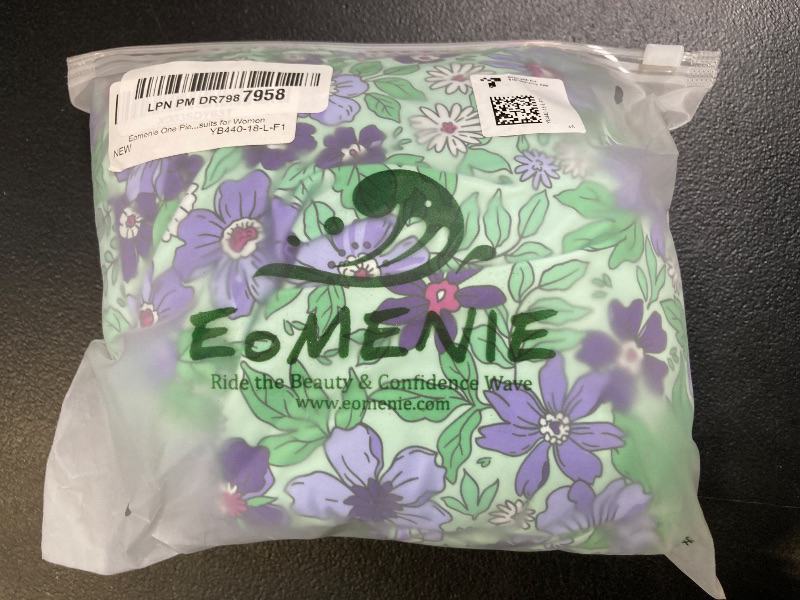 LPN PM DR798 7958
Eomenie One Pie...suits for Women
NEW YB440-18-L-F1
EOMENIE
Ride the Beauty & Confidence Wave
www.eomenie.com